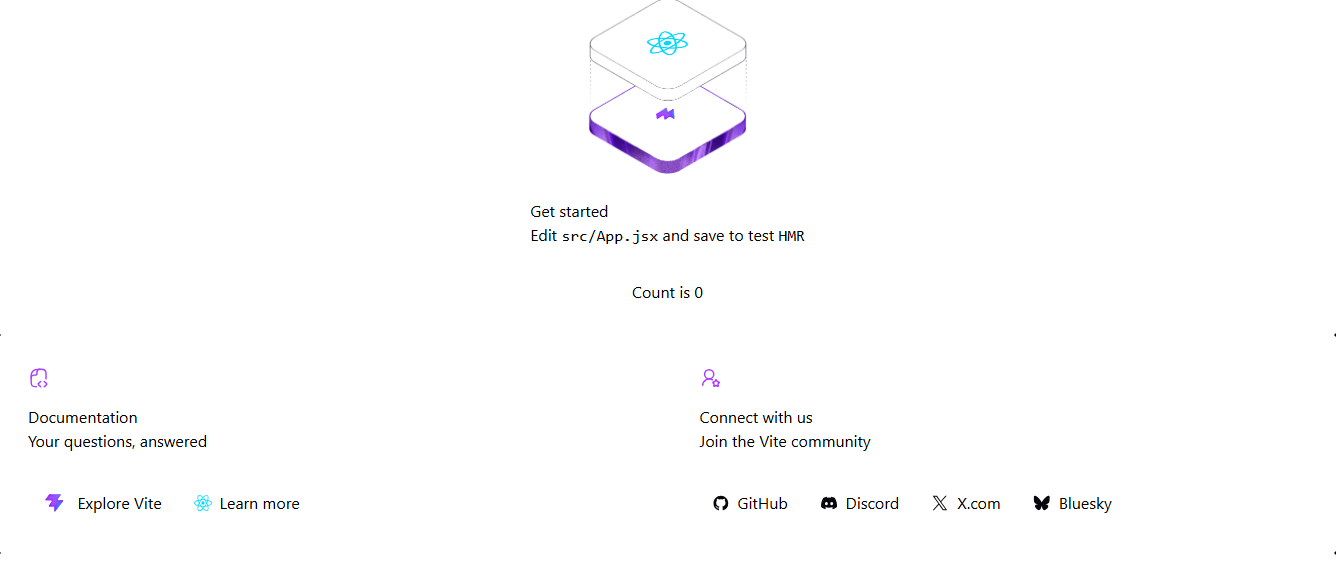 Get started
Edit src/App.jsx and save to test HMR
Count is 0
Documentation
Your questions, answered
Explore Vite
Learn more
Connect with us
Join the Vite community
GitHub
Discord
X.com
Bluesky